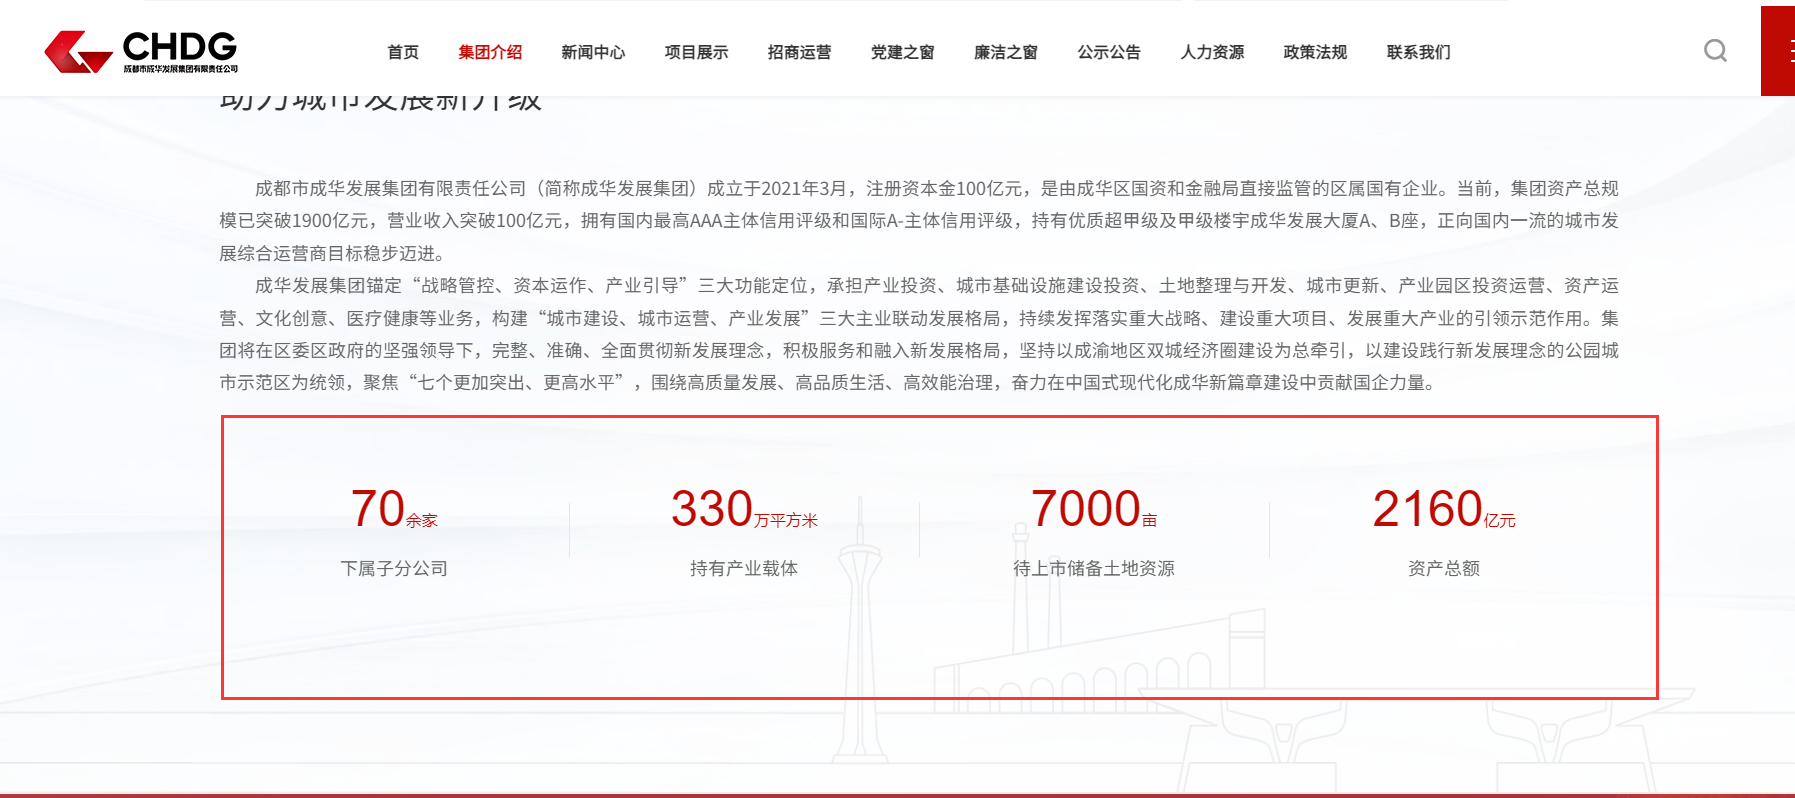 CHDG
成都市成华发展集团有限责任公司
首页 集团介绍 新闻中心 项目展示 招商运营 党建之窗 廉洁之窗 公示公告 人力资源 政策法规 联系我们
助力城市发展新升级
成都市成华发展集团有限责任公司（简称成华发展集团）成立于2021年3月，注册资本金100亿元，是由成华区国资和金融局直接监管的区属国有企业。当前，集团资产总规
模已突破1900亿元，营业收入突破100亿元，拥有国内最高AAA主体信用评级和国际A-主体信用评级，持有优质超甲级及甲级楼宇成华发展大厦A、B座，正向国内一流的城市发
展综合运营商目标稳步迈进。
成华发展集团锚定“战略管控、资本运作、产业引导”三大功能定位，承担产业投资、城市基础设施建设投资、土地整理与开发、城市更新、产业园区投资运营、资产运
营、文化创意、医疗健康等业务，构建“城市建设、城市运营、产业发展”三大主业联动发展格局，持续发挥落实重大战略、建设重大项目、发展重大产业的引领示范作用。集
团将在区委区政府的坚强领导下，完整、准确、全面贯彻新发展理念，积极服务和融入新发展格局，坚持以成渝地区双城经济圈建设为总牵引，以建设践行新发展理念的公园城
市示范区为统领，聚焦“七个更加突出、更高水平”，围绕高质量发展、高品质生活、高效能治理，奋力在中国式现代化成华新篇章建设中贡献国企力量。
70余家 330万平方米 7000亩 2160亿元
下属子分公司 持有产业载体 待上市储备土地资源 资产总额